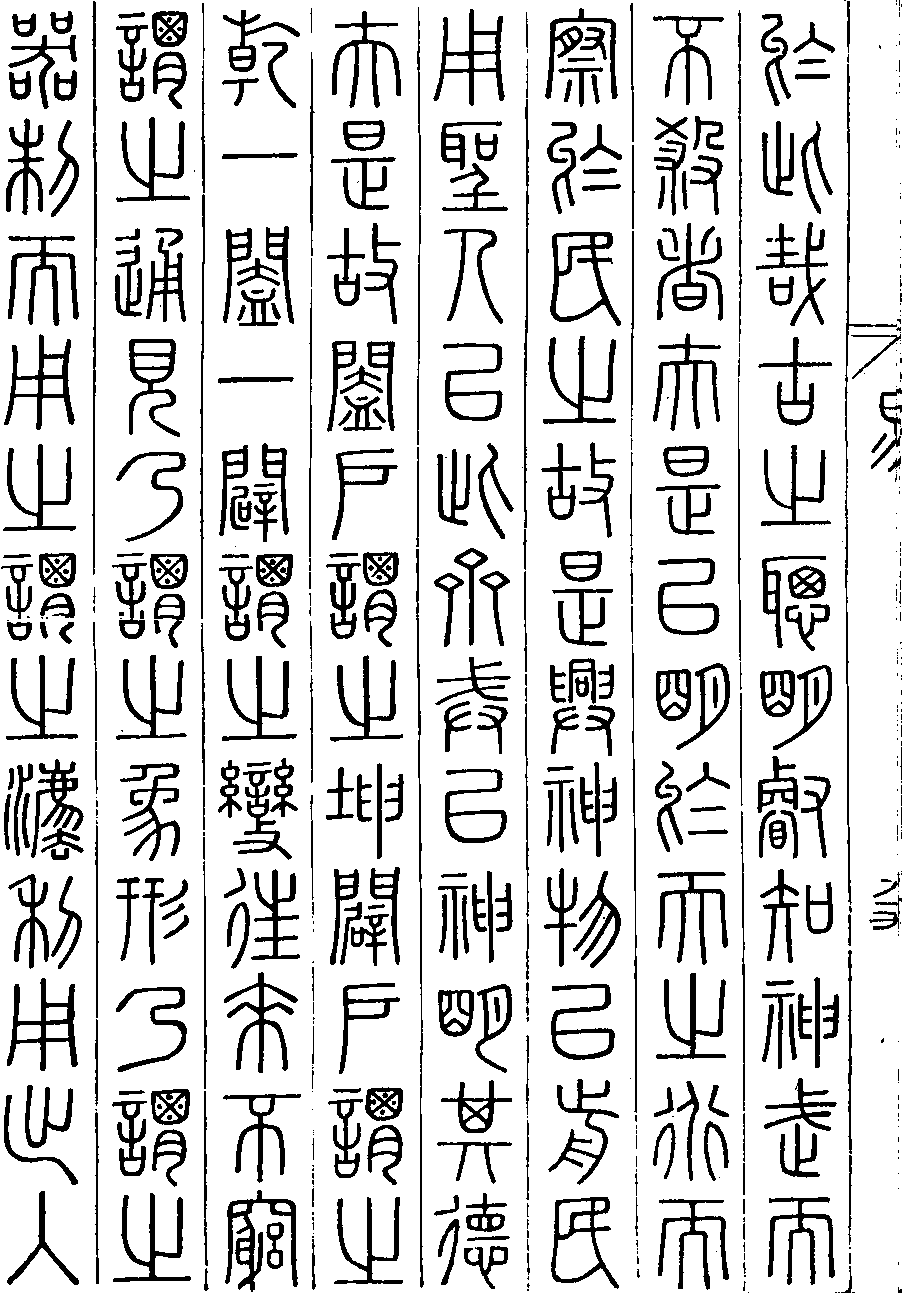 於此哉古之聰明叡知神武而
不殺者夫是以明於天之道而
察於民之故是興神物以前民
用聖人以此齊戒以神明其德
夫是故闔戶謂之坤闢戶謂之
乾一闔一闢謂之變往來不窮
謂之通見乃謂之象形乃謂之
器制而用之謂之灋利用出入